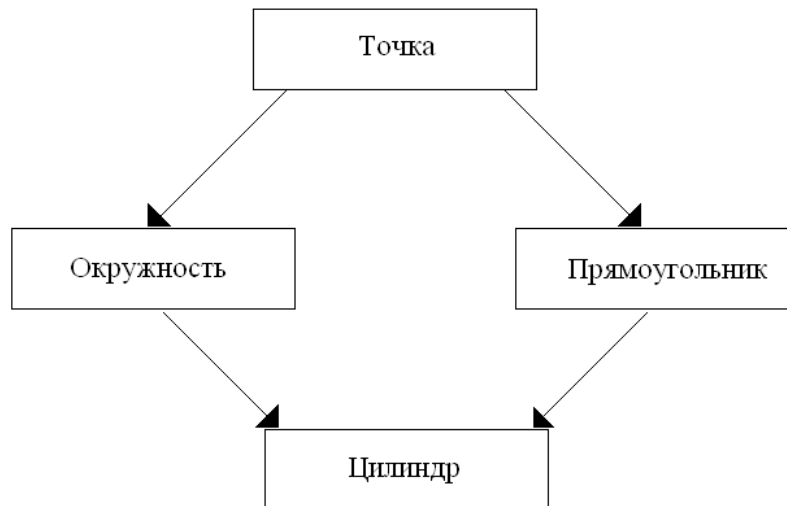 Точка
Окружность
Прямоугольник
Цилиндр